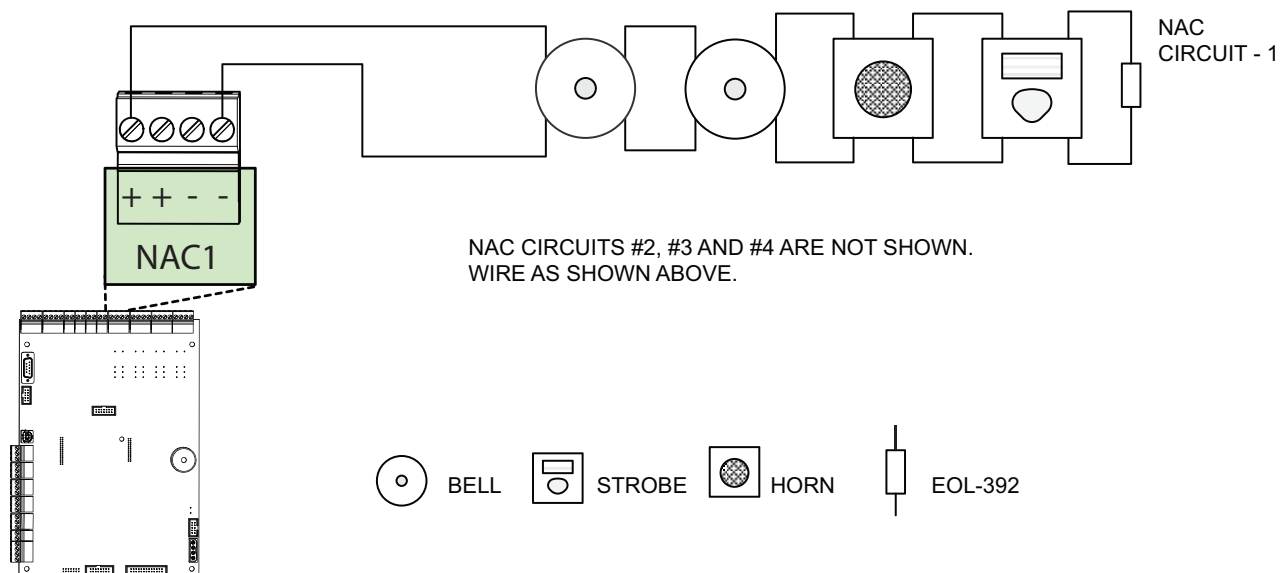 NAC
CIRCUIT - 1
+ + - -
NAC1
NAC CIRCUITS #2, #3 AND #4 ARE NOT SHOWN.
WIRE AS SHOWN ABOVE.
BELL STROBE HORN EOL-392